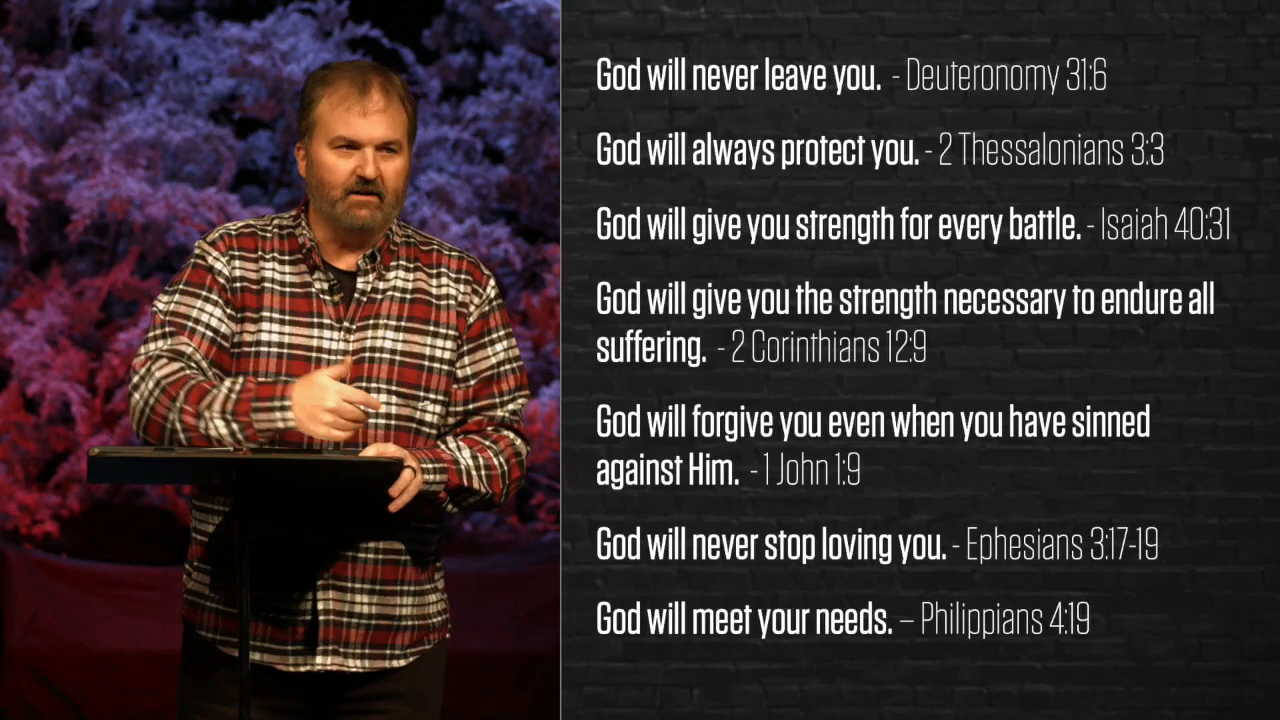 God will never leave you. - Deuteronomy 31:6
God will always protect you. - 2 Thessalonians 3:3
God will give you strength for every battle. - Isaiah 40:31
God will give you the strength necessary to endure all
suffering. - 2 Corinthians 12:9
God will forgive you even when you have sinned
against Him. - 1 John 1:9
God will never stop loving you. - Ephesians 3:17-19
God will meet your needs. – Philippians 4:19